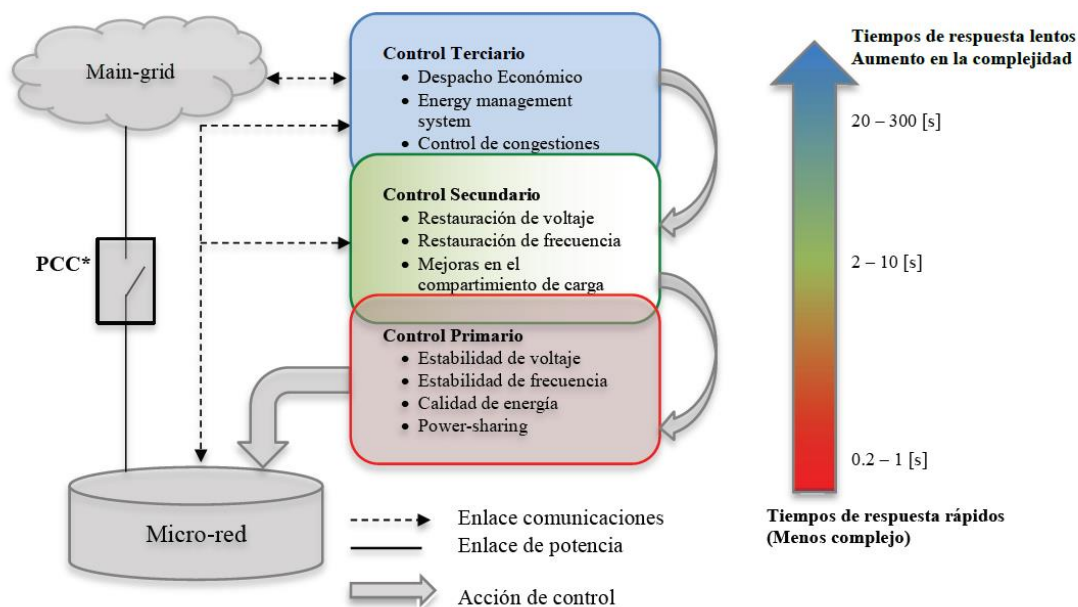 Main-grid
PCC*
Micro-red
Control Terciario
• Despacho Económico
• Energy management
system
• Control de congestiones
Control Secundario
• Restauración de voltaje
• Restauración de frecuencia
• Mejoras en el
compartimiento de carga
Control Primario
• Estabilidad de voltaje
• Estabilidad de frecuencia
• Calidad de energía
• Power-sharing
Enlace comunicaciones
Enlace de potencia
Acción de control
Tiempos de respuesta lentos
Aumento en la complejidad
20 – 300 [s]
2 – 10 [s]
0.2 – 1 [s]
Tiempos de respuesta rápidos
(Menos complejo)